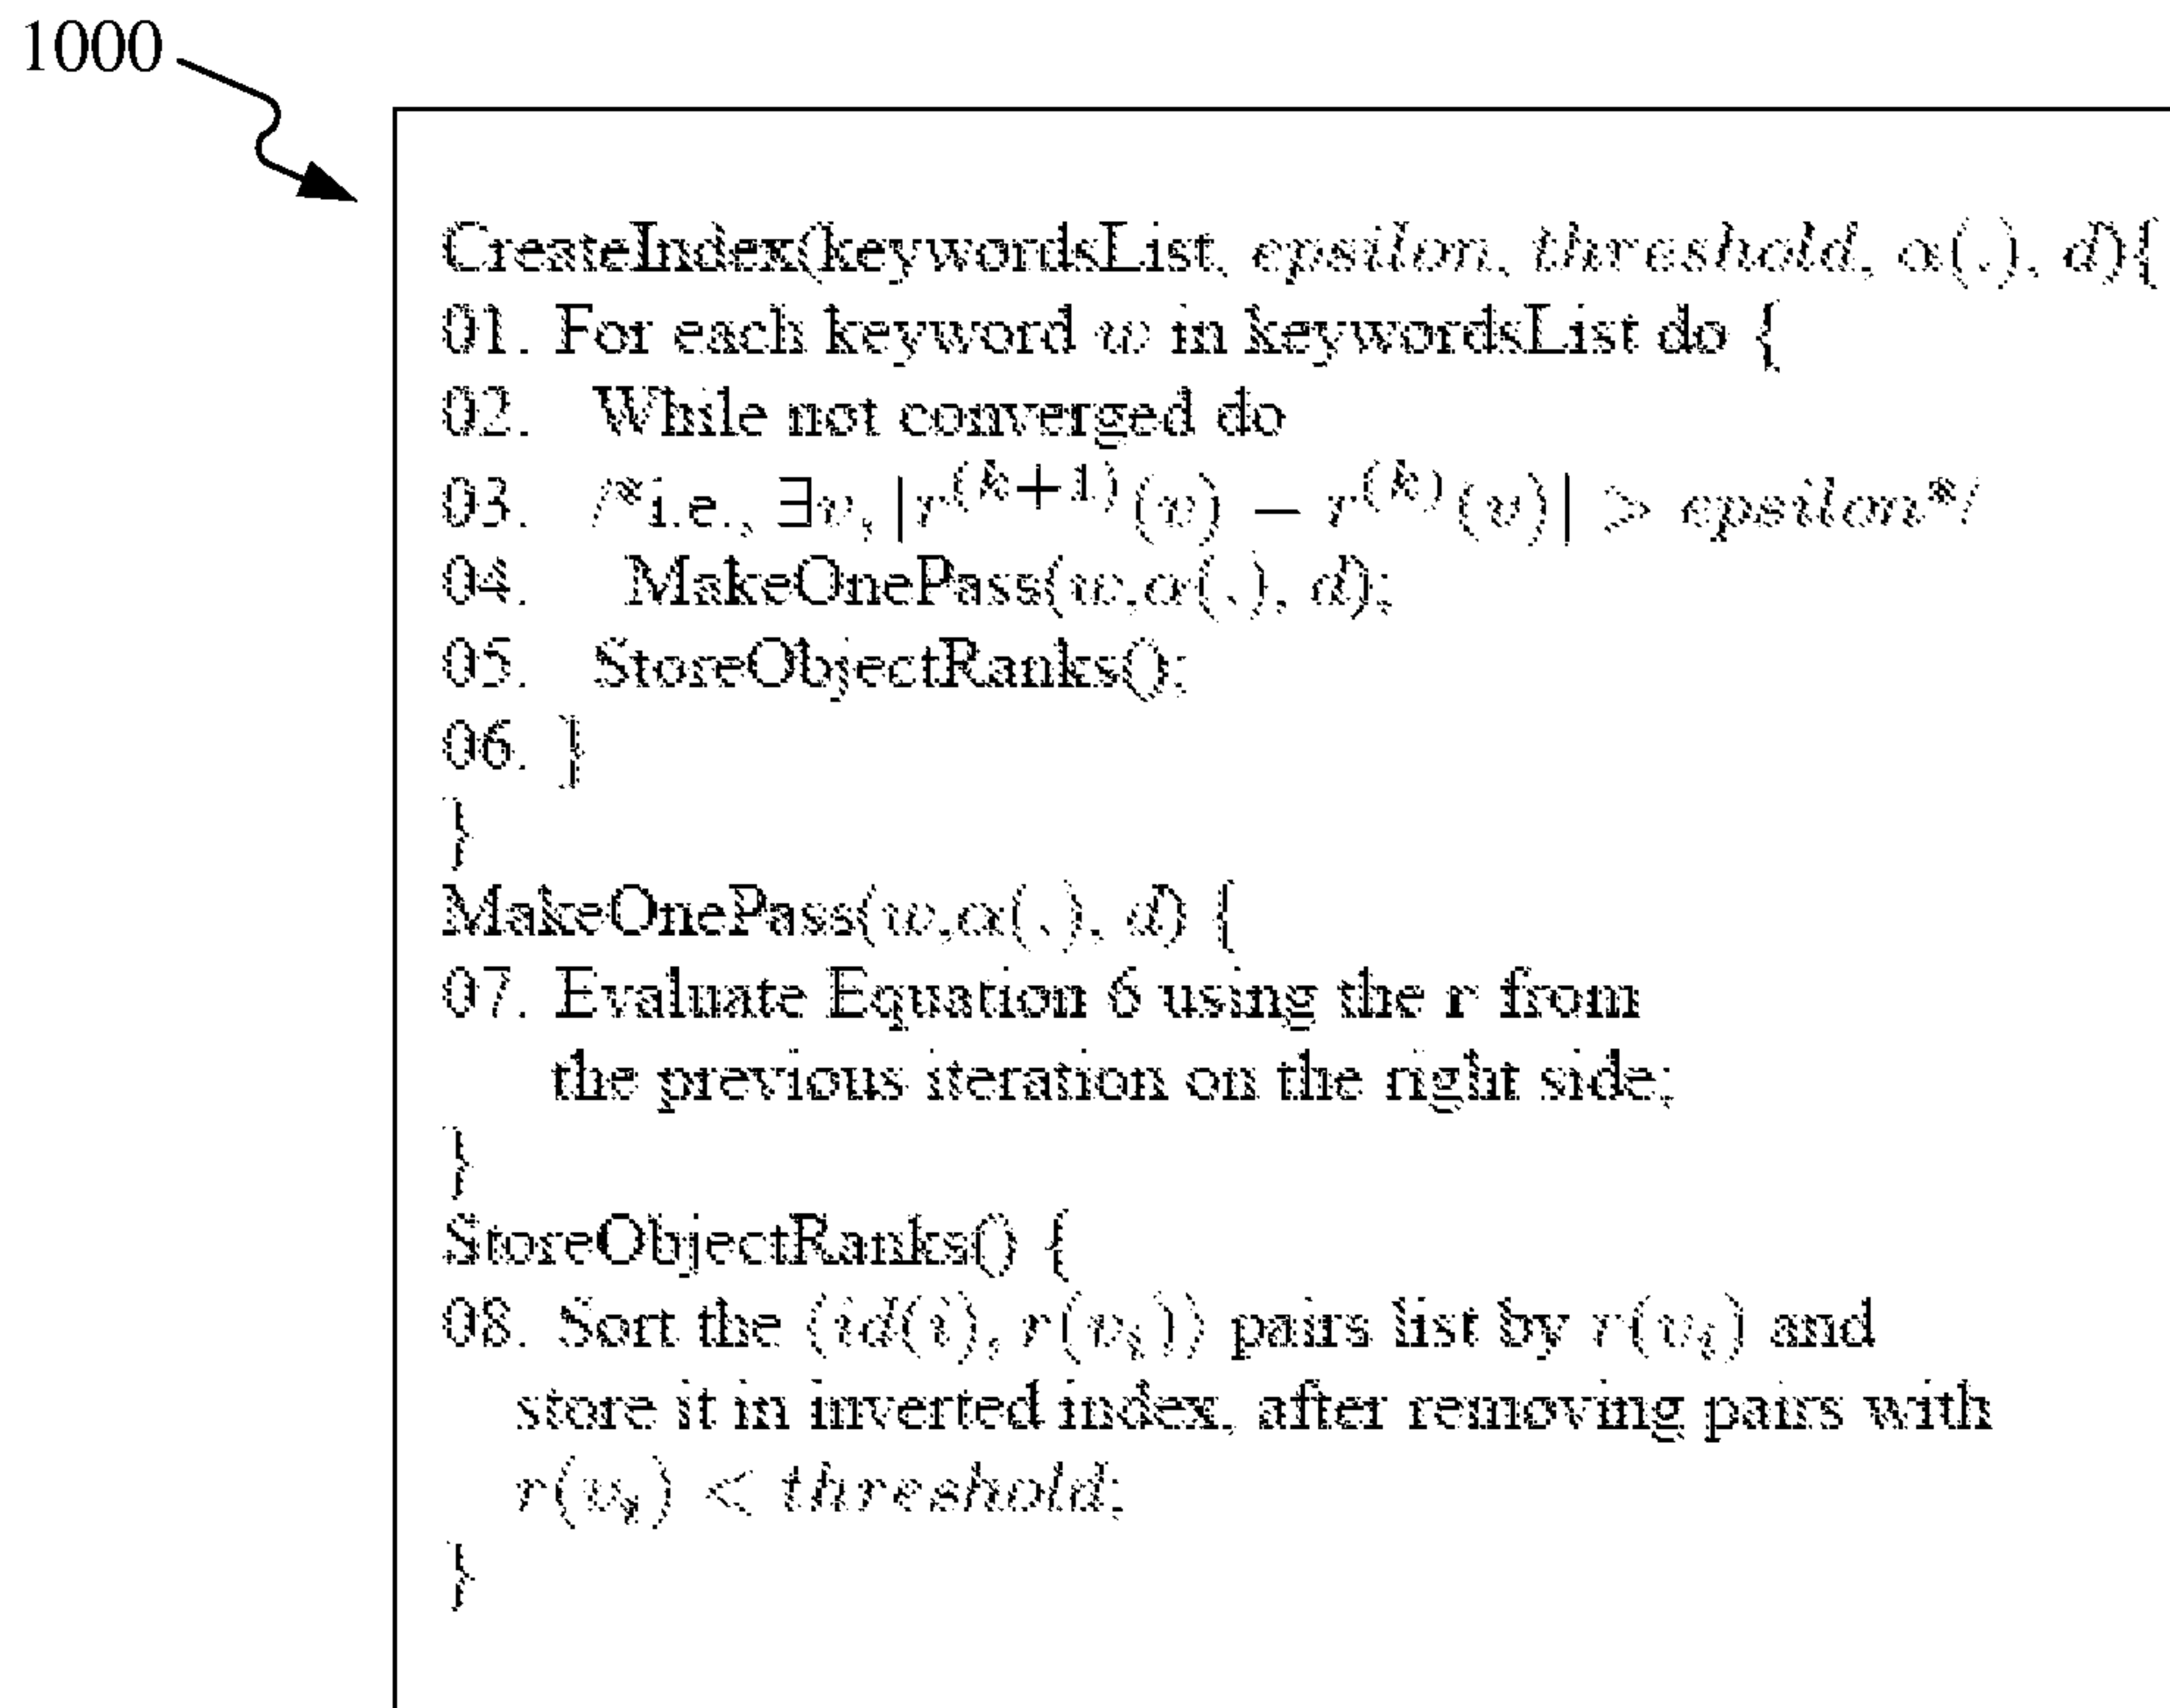 1000
CreateIndex(keywordsList, epsilon, threshold, α(.), d){
01. For each keyword w in keywordsList do {
02. While not converged do
03. /*i.e., ∃v, |r^(k+1)(v) − r^(k)(v)| > epsilon*/
04. MakeOnePass(w,α(.), d);
05. StoreObjectRanks();
06. }
}
MakeOnePass(w,α(.), d) {
07. Evaluate Equation 6 using the r from
the previous iteration on the right side;
}
StoreObjectRanks() {
08. Sort the (id(i), r(v_i)) pairs list by r(v_i) and
store it in inverted index, after removing pairs with
r(v_i) < threshold;
}